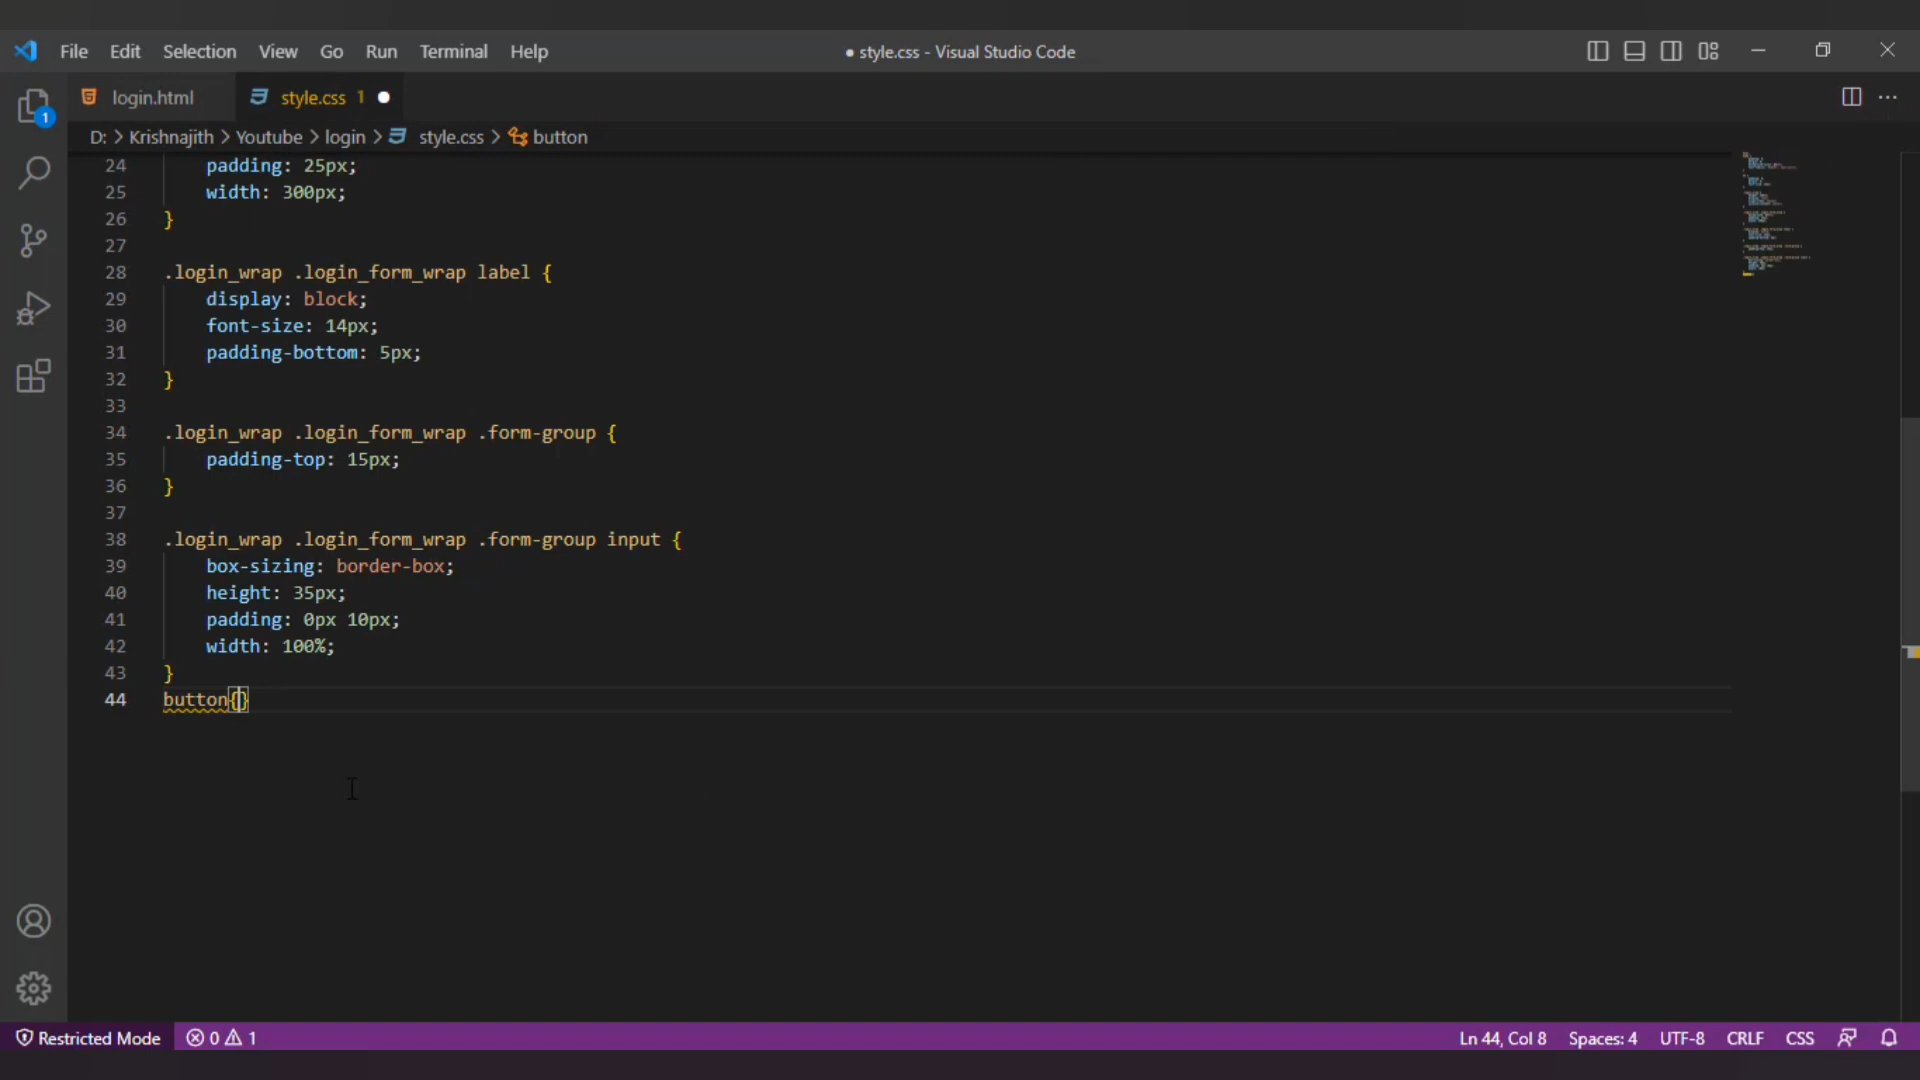 File Edit Selection View Go Run Terminal Help
● style.css - Visual Studio Code
login.html
style.css 1 ●
D: > Krishnajith > Youtube > login > style.css > button
1
24 padding: 25px;
25 width: 300px;
26 }
27
28 .login_wrap .login_form_wrap label {
29 display: block;
30 font-size: 14px;
31 padding-bottom: 5px;
32 }
33
34 .login_wrap .login_form_wrap .form-group {
35 padding-top: 15px;
36 }
37
38 .login_wrap .login_form_wrap .form-group input {
39 box-sizing: border-box;
40 height: 35px;
41 padding: 0px 10px;
42 width: 100%;
43 }
44 button{}
Restricted Mode 0 1 Ln 44, Col 8 Spaces: 4 UTF-8 CRLF CSS